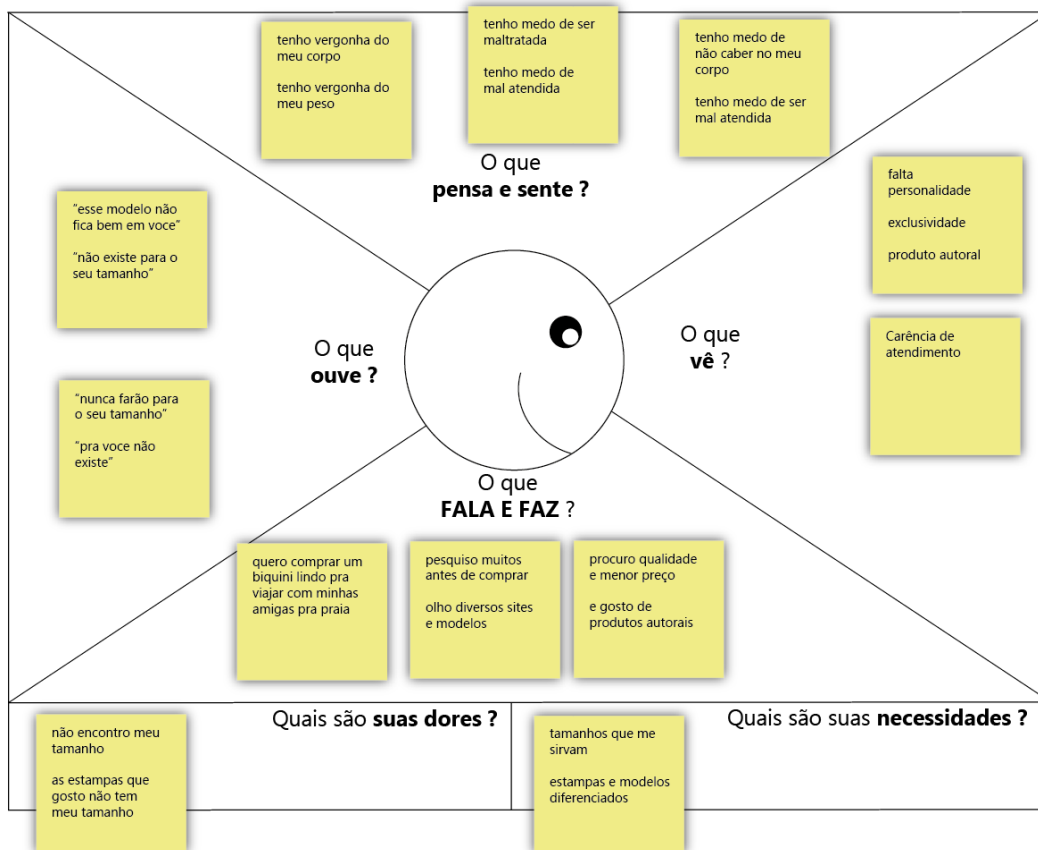 tenho vergonha do
meu corpo
tenho vergonha do
meu peso
tenho medo de ser
maltratada
tenho medo de
mal atendida
tenho medo de
não caber no meu
corpo
tenho medo de ser
mal atendida
O que
pensa e sente ?
"esse modelo não
fica bem em voce"
"não existe para o
seu tamanho"
"nunca farão para
o seu tamanho"
"pra voce não
existe"
O que
ouve ?
O que
vê ?
falta
personalidade
exclusividade
produto autoral
Carência de
atendimento
O que
FALA E FAZ ?
quero comprar um
biquini lindo pra
viajar com minhas
amigas pra praia
pesquiso muitos
antes de comprar
olho diversos sites
e modelos
procuro qualidade
e menor preço
e gosto de
produtos autorais
Quais são suas dores ?
não encontro meu
tamanho
as estampas que
gosto não tem
meu tamanho
Quais são suas necessidades ?
tamanhos que me
sirvam
estampas e modelos
diferenciados